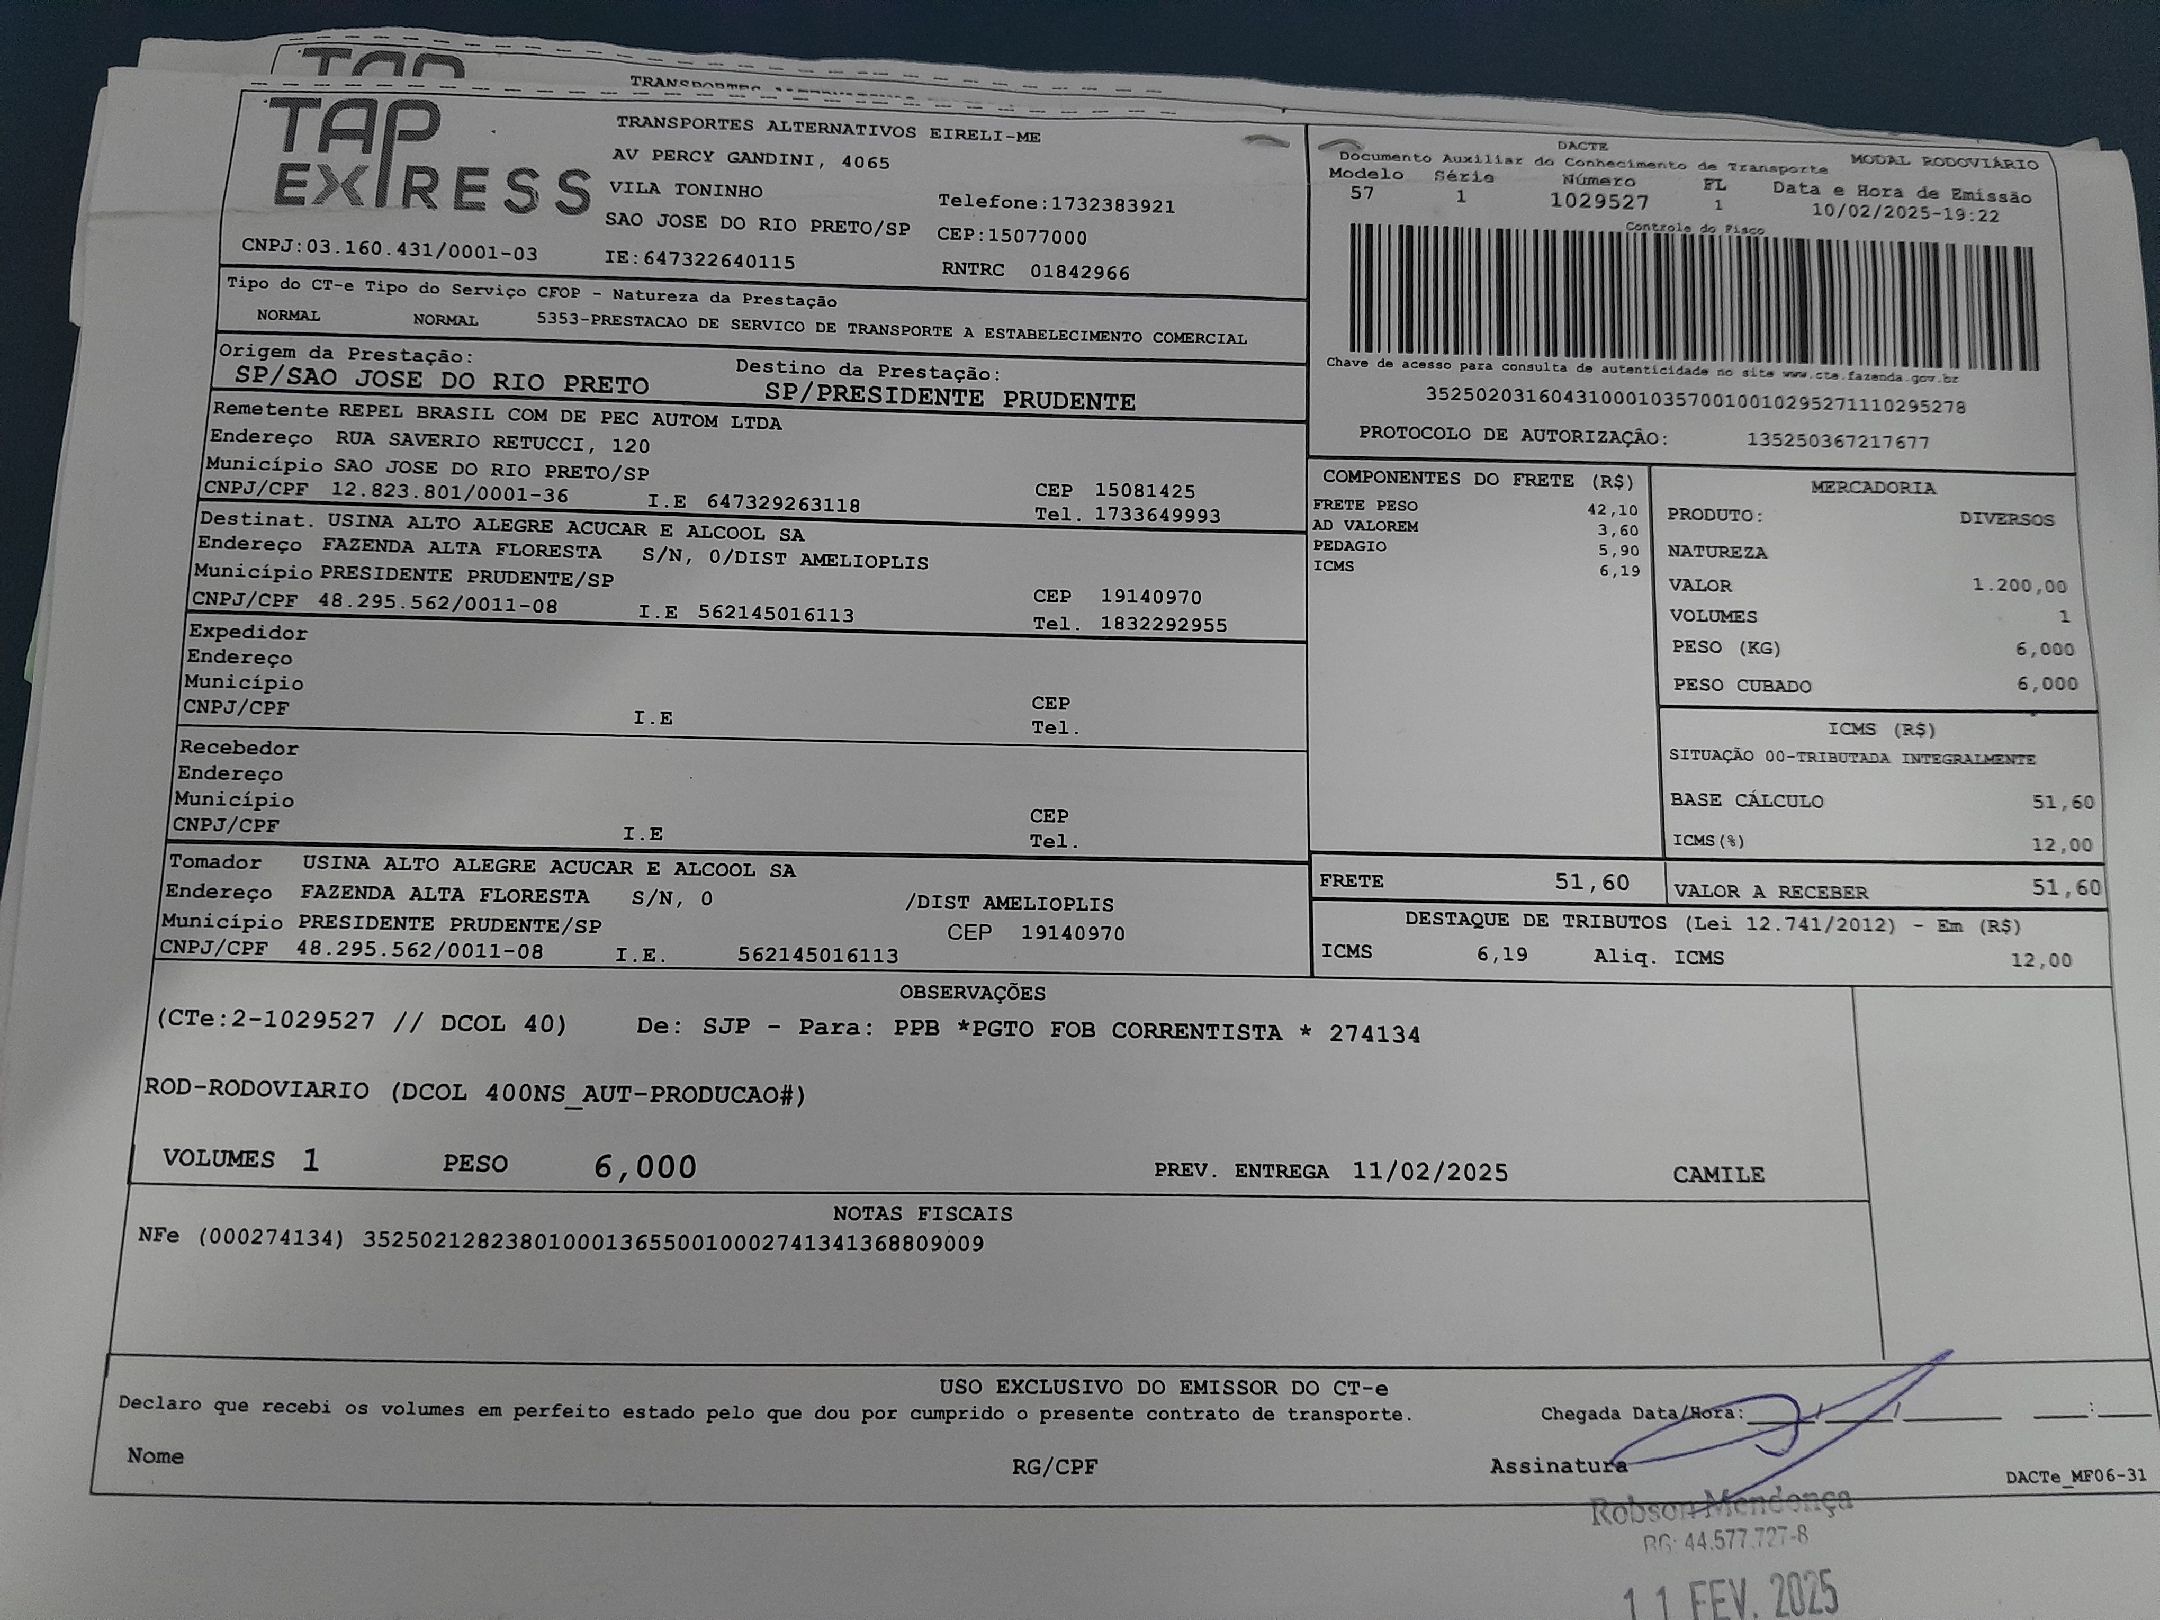 TAP
TRANSPORTES
TAP
EXPRESS
TRANSPORTES ALTERNATIVOS EIRELI-ME
AV PERCY GANDINI, 4065
VILA TONINHO
Telefone:1732383921
SAO JOSE DO RIO PRETO/SP CEP:15077000
CNPJ:03.160.431/0001-03 IE:647322640115 RNTRC 01842966
DACTE
Documento Auxiliar do Conhecimento de Transporte MODAL RODOVIÁRIO
Modelo Série Número FL Data e Hora de Emissão
57 1 1029527 1 10/02/2025-19:22
Controle do Fisco
Chave de acesso para consulta de autenticidade no site www.cte.fazenda.gov.br
35250203160431000103570010010295271110295278
PROTOCOLO DE AUTORIZAÇÃO: 135250367217677
Tipo do CT-e Tipo do Serviço CFOP - Natureza da Prestação
NORMAL NORMAL 5353-PRESTACAO DE SERVICO DE TRANSPORTE A ESTABELECIMENTO COMERCIAL
Origem da Prestação: Destino da Prestação:
SP/SAO JOSE DO RIO PRETO SP/PRESIDENTE PRUDENTE
Remetente REPEL BRASIL COM DE PEC AUTOM LTDA
Endereço RUA SAVERIO RETUCCI, 120
Município SAO JOSE DO RIO PRETO/SP CEP 15081425
CNPJ/CPF 12.823.801/0001-36 I.E 647329263118 Tel. 1733649993
Destinat. USINA ALTO ALEGRE ACUCAR E ALCOOL SA
Endereço FAZENDA ALTA FLORESTA S/N, 0/DIST AMELIOPLIS
Município PRESIDENTE PRUDENTE/SP CEP 19140970
CNPJ/CPF 48.295.562/0011-08 I.E 562145016113 Tel. 1832292955
Expedidor
Endereço
Município CEP
CNPJ/CPF I.E Tel.
Recebedor
Endereço
Município CEP
CNPJ/CPF I.E Tel.
Tomador USINA ALTO ALEGRE ACUCAR E ALCOOL SA
Endereço FAZENDA ALTA FLORESTA S/N, 0 /DIST AMELIOPLIS
Município PRESIDENTE PRUDENTE/SP CEP 19140970
CNPJ/CPF 48.295.562/0011-08 I.E. 562145016113
COMPONENTES DO FRETE (R$)
FRETE PESO 42,10
AD VALOREM 3,60
PEDAGIO 5,90
ICMS 6,19
MERCADORIA
PRODUTO: DIVERSOS
NATUREZA
VALOR 1.200,00
VOLUMES 1
PESO (KG) 6,000
PESO CUBADO 6,000
ICMS (R$)
SITUAÇÃO 00-TRIBUTADA INTEGRALMENTE
BASE CÁLCULO 51,60
ICMS(%) 12,00
FRETE 51,60 VALOR A RECEBER 51,60
DESTAQUE DE TRIBUTOS (Lei 12.741/2012) - Em (R$)
ICMS 6,19 Aliq. ICMS 12,00
OBSERVAÇÕES
(CTe:2-1029527 // DCOL 40) De: SJP - Para: PPB *PGTO FOB CORRENTISTA * 274134
ROD-RODOVIARIO (DCOL 400NS_AUT-PRODUCAO#)
VOLUMES 1 PESO 6,000 PREV. ENTREGA 11/02/2025 CAMILE
NOTAS FISCAIS
NFe (000274134) 35250212823801000136550010002741341368809009
USO EXCLUSIVO DO EMISSOR DO CT-e
Declaro que recebi os volumes em perfeito estado pelo que dou por cumprido o presente contrato de transporte. Chegada Data/Hora:____/____/____ ___:___
Nome RG/CPF Assinatura
DACTe_MF06-31
Robson Mendonça
RG: 44.577.727-8
11 FEV. 2025